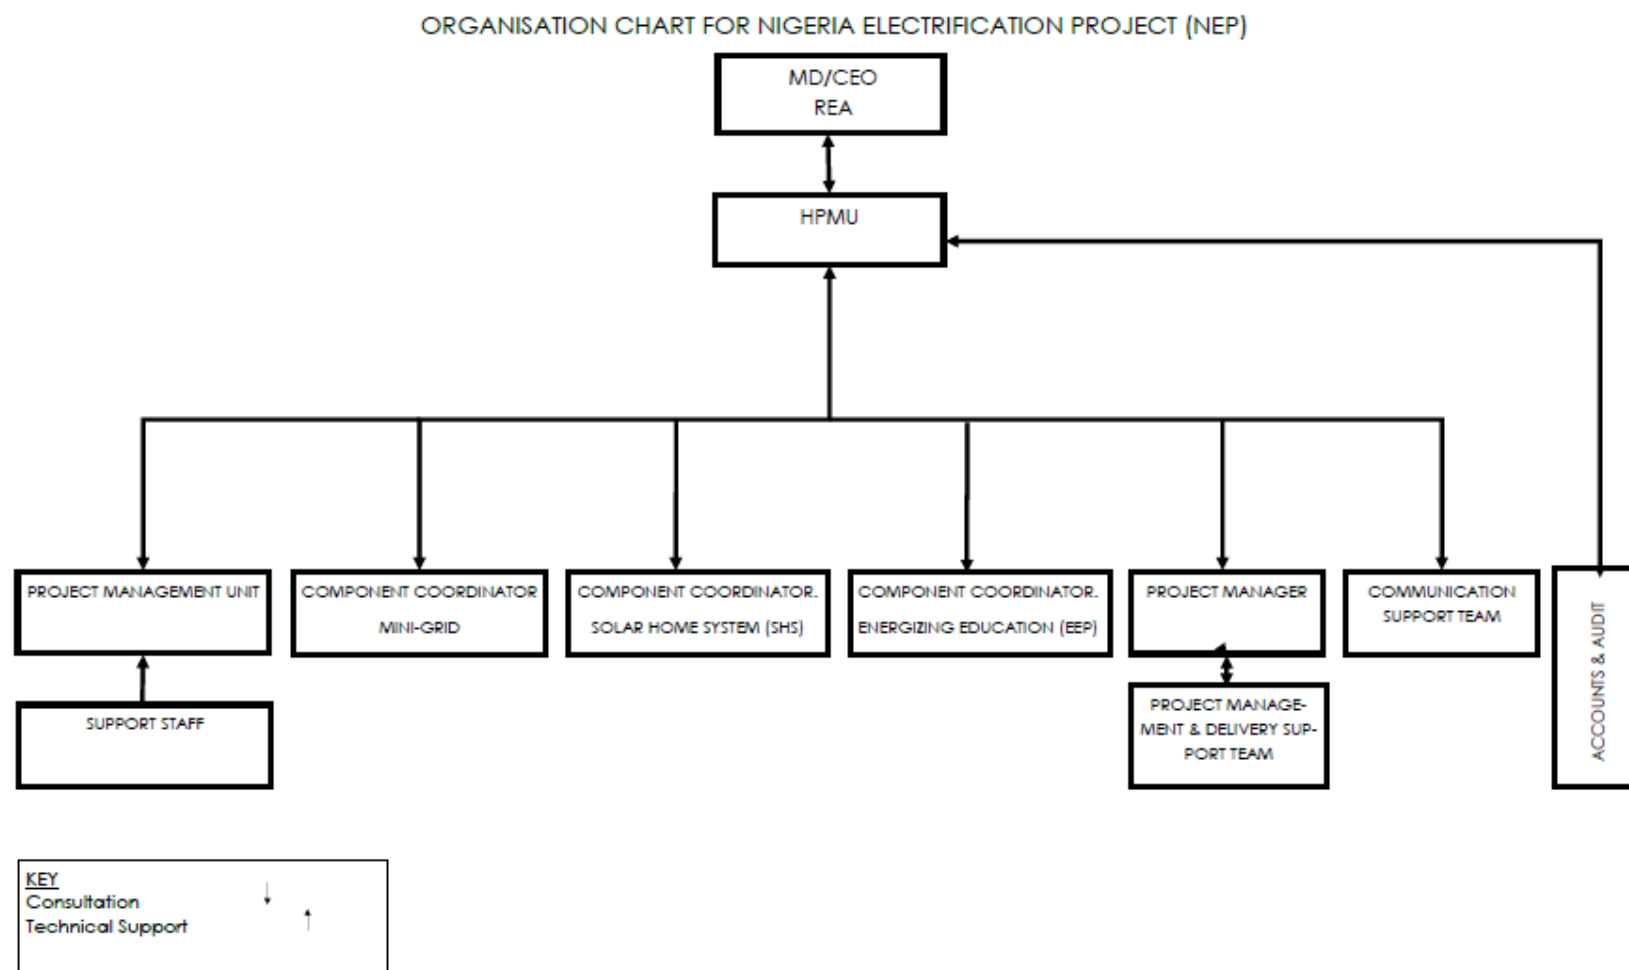 ORGANISATION CHART FOR NIGERIA ELECTRIFICATION PROJECT (NEP)
MD/CEO
REA
HPMU
PROJECT MANAGEMENT UNIT
COMPONENT COORDINATOR
MINI-GRID
COMPONENT COORDINATOR.
SOLAR HOME SYSTEM (SHS)
COMPONENT COORDINATOR.
ENERGIZING EDUCATION (EEP)
PROJECT MANAGER
COMMUNICATION
SUPPORT TEAM
ACCOUNTS & AUDIT
SUPPORT STAFF
PROJECT MANAGE-
MENT & DELIVERY SUP-
PORT TEAM
KEY
Consultation
Technical Support